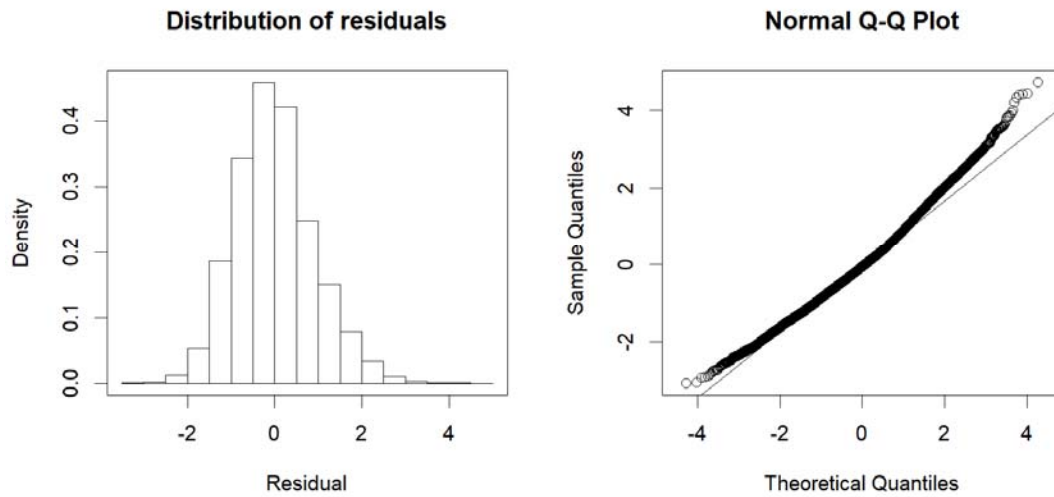 Distribution of residuals
Density
0.0 0.1 0.2 0.3 0.4
-2 0 2 4
Residual
Normal Q-Q Plot
Sample Quantiles
-2 0 2 4
-4 -2 0 2 4
Theoretical Quantiles